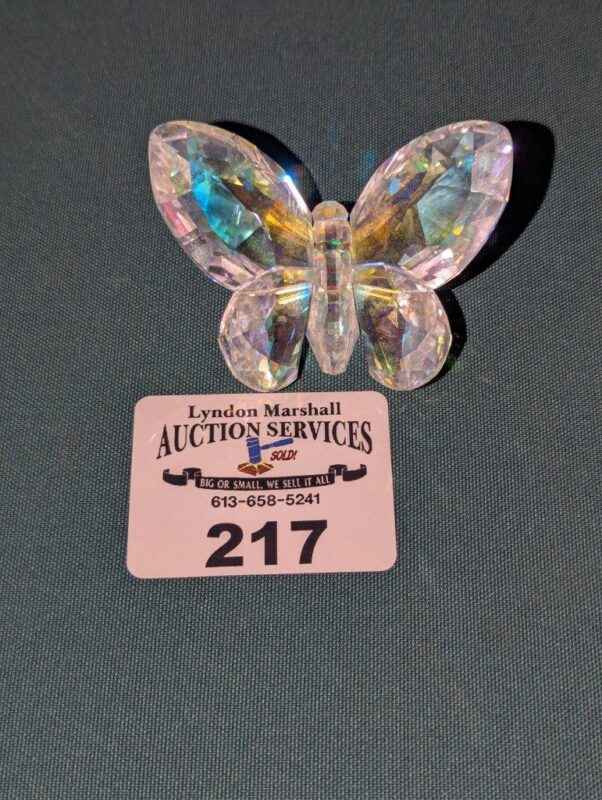 Lyndon Marshall
AUCTION SERVICES
SOLD!
BIG OR SMALL, WE SELL IT ALL
613-658-5241
217